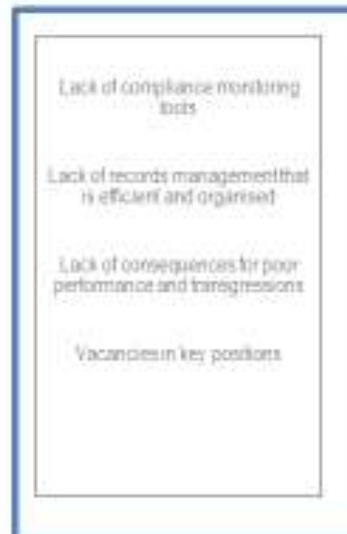 Lack of compliance monitoring
tools
Lack of records management that
is efficient and organised
Lack of consequences for poor
performance and transgressions
Vacancies in key positions